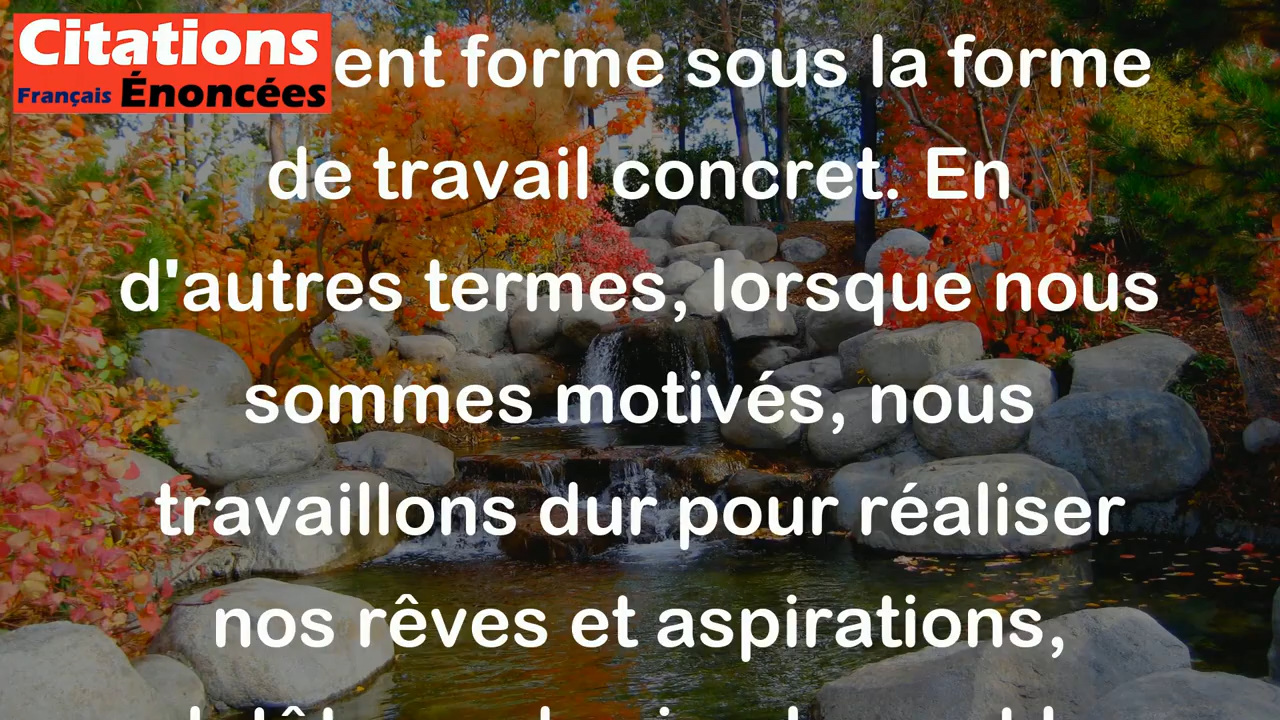 Citations
Français Énoncées
ent forme sous la forme
de travail concret. En
d'autres termes, lorsque nous
sommes motivés, nous
travaillons dur pour réaliser
nos rêves et aspirations,